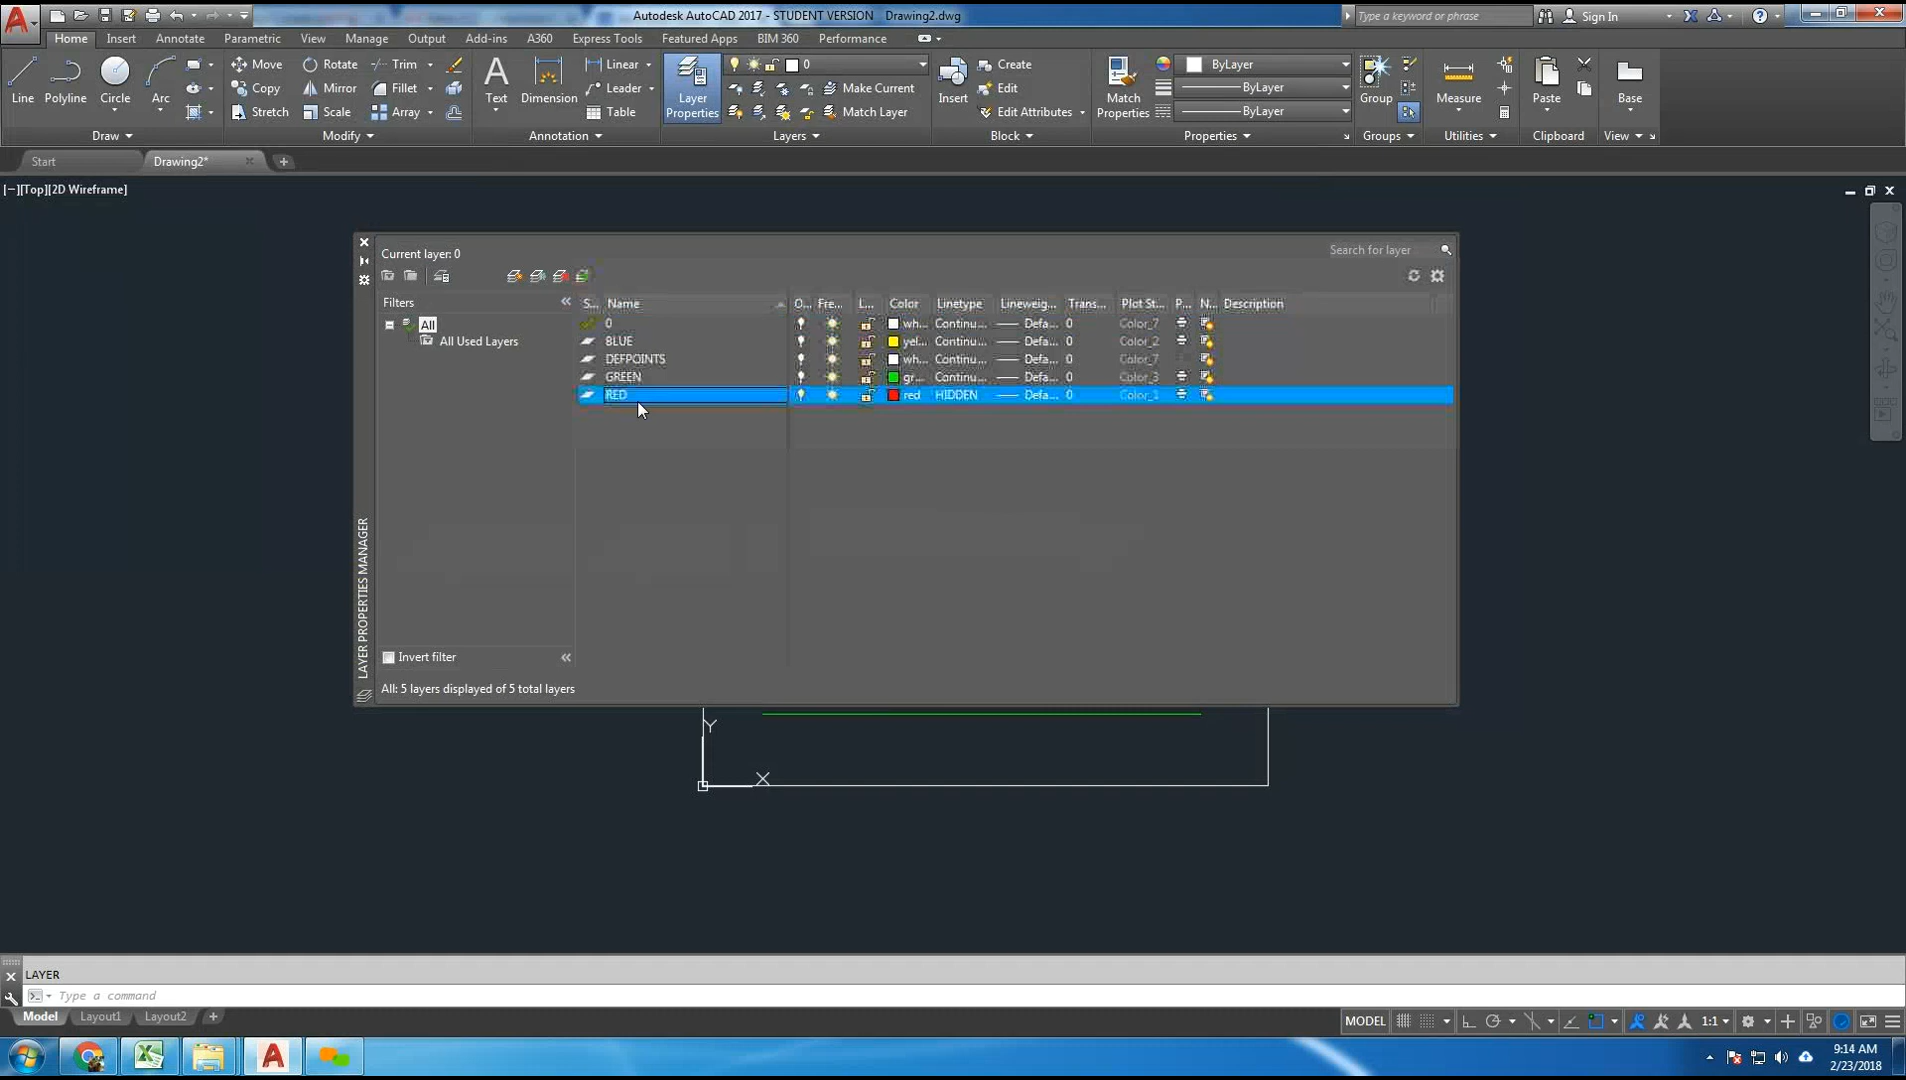 Autodesk AutoCAD 2017 - STUDENT VERSION Drawing2.dwg
Type a keyword or phrase
Sign In
Home Insert Annotate Parametric View Manage Output Add-ins A360 Express Tools Featured Apps BIM 360 Performance
Line Polyline Circle Arc
Draw
Move Rotate Trim
Copy Mirror Fillet
Stretch Scale Array
Modify
Text Dimension
Linear
Leader
Table
Annotation
Layer Properties
0
Make Current
Match Layer
Layers
Insert
Create
Edit
Edit Attributes
Block
Match Properties
ByLayer
ByLayer
ByLayer
Properties
Group
Groups
Measure
Utilities
Paste
Clipboard
Base
View
Start Drawing2*
[−][Top][2D Wireframe]
Current layer: 0
Search for layer
Filters
All
All Used Layers
Invert filter
All: 5 layers displayed of 5 total layers
LAYER PROPERTIES MANAGER
S... Name O... Fre... L... Color Linetype Lineweig... Trans... Plot St... P... N... Description
0 wh... Continu... Defa... 0 Color_7
BLUE yel... Continu... Defa... 0 Color_2
DEFPOINTS wh... Continu... Defa... 0 Color_7
GREEN gr... Continu... Defa... 0 Color_3
RED red HIDDEN Defa... 0 Color_1
Y
X
LAYER
Type a command
Model Layout1 Layout2
MODEL 1:1
9:14 AM
2/23/2018